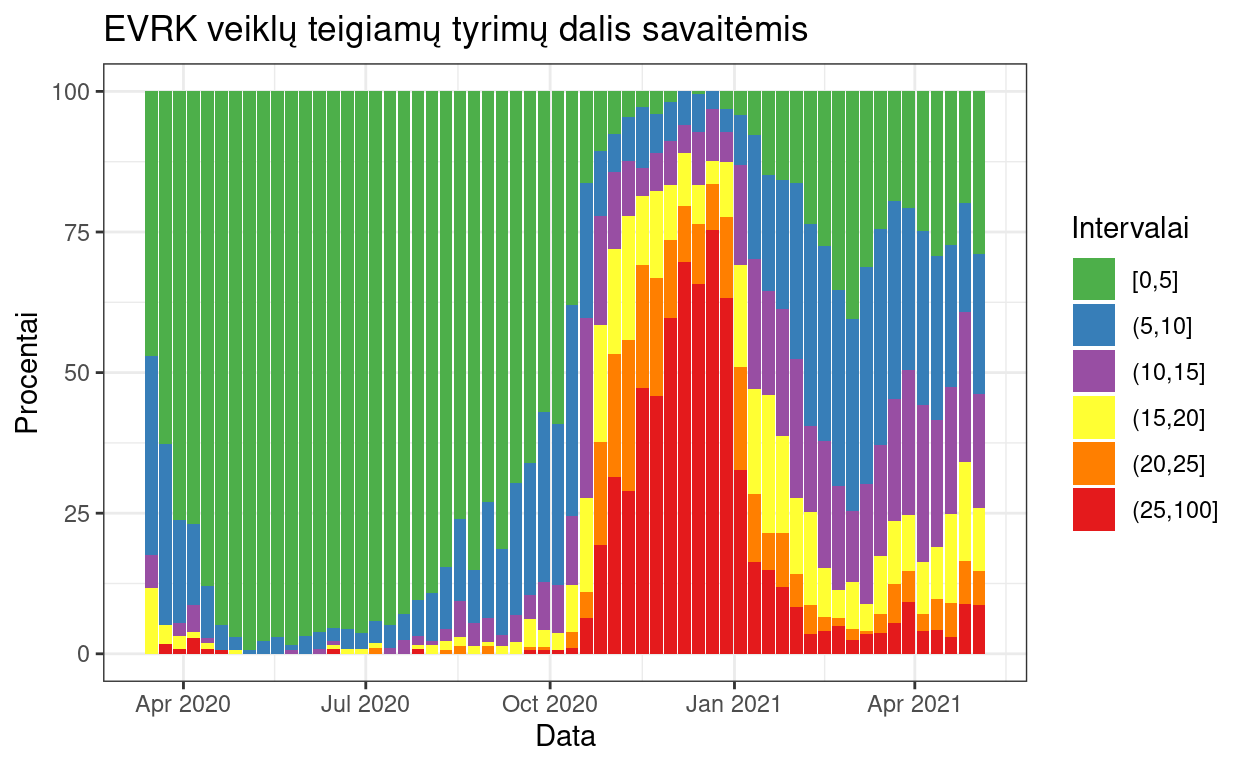 EVRK veiklų teigiamų tyrimų dalis savaitėmis
100
75
50
25
0
Procentai
Apr 2020
Jul 2020
Oct 2020
Jan 2021
Apr 2021
Data
Intervalai
[0,5]
(5,10]
(10,15]
(15,20]
(20,25]
(25,100]